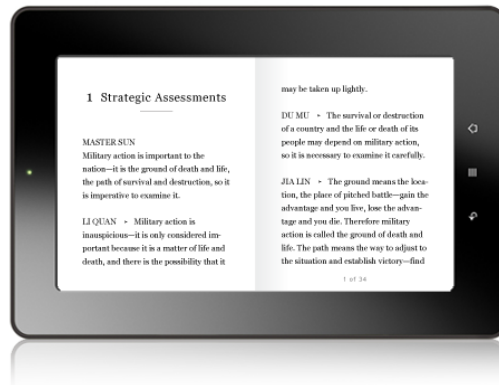 1 Strategic Assessments
MASTER SUN
Military action is important to the
nation—it is the ground of death and life,
the path of survival and destruction, so it
is imperative to examine it.
LI QUAN • Military action is
inauspicious—it is only considered im-
portant because it is a matter of life and
death, and there is the possibility that it
may be taken up lightly.
DU MU • The survival or destruction
of a country and the life or death of its
people may depend on military action,
so it is necessary to examine it carefully.
JIA LIN • The ground means the loca-
tion, the place of pitched battle—gain the
advantage and you live, lose the advan-
tage and you die. Therefore military
action is called the ground of death and
life. The path means the way to adjust to
the situation and establish victory—find
1 of 34